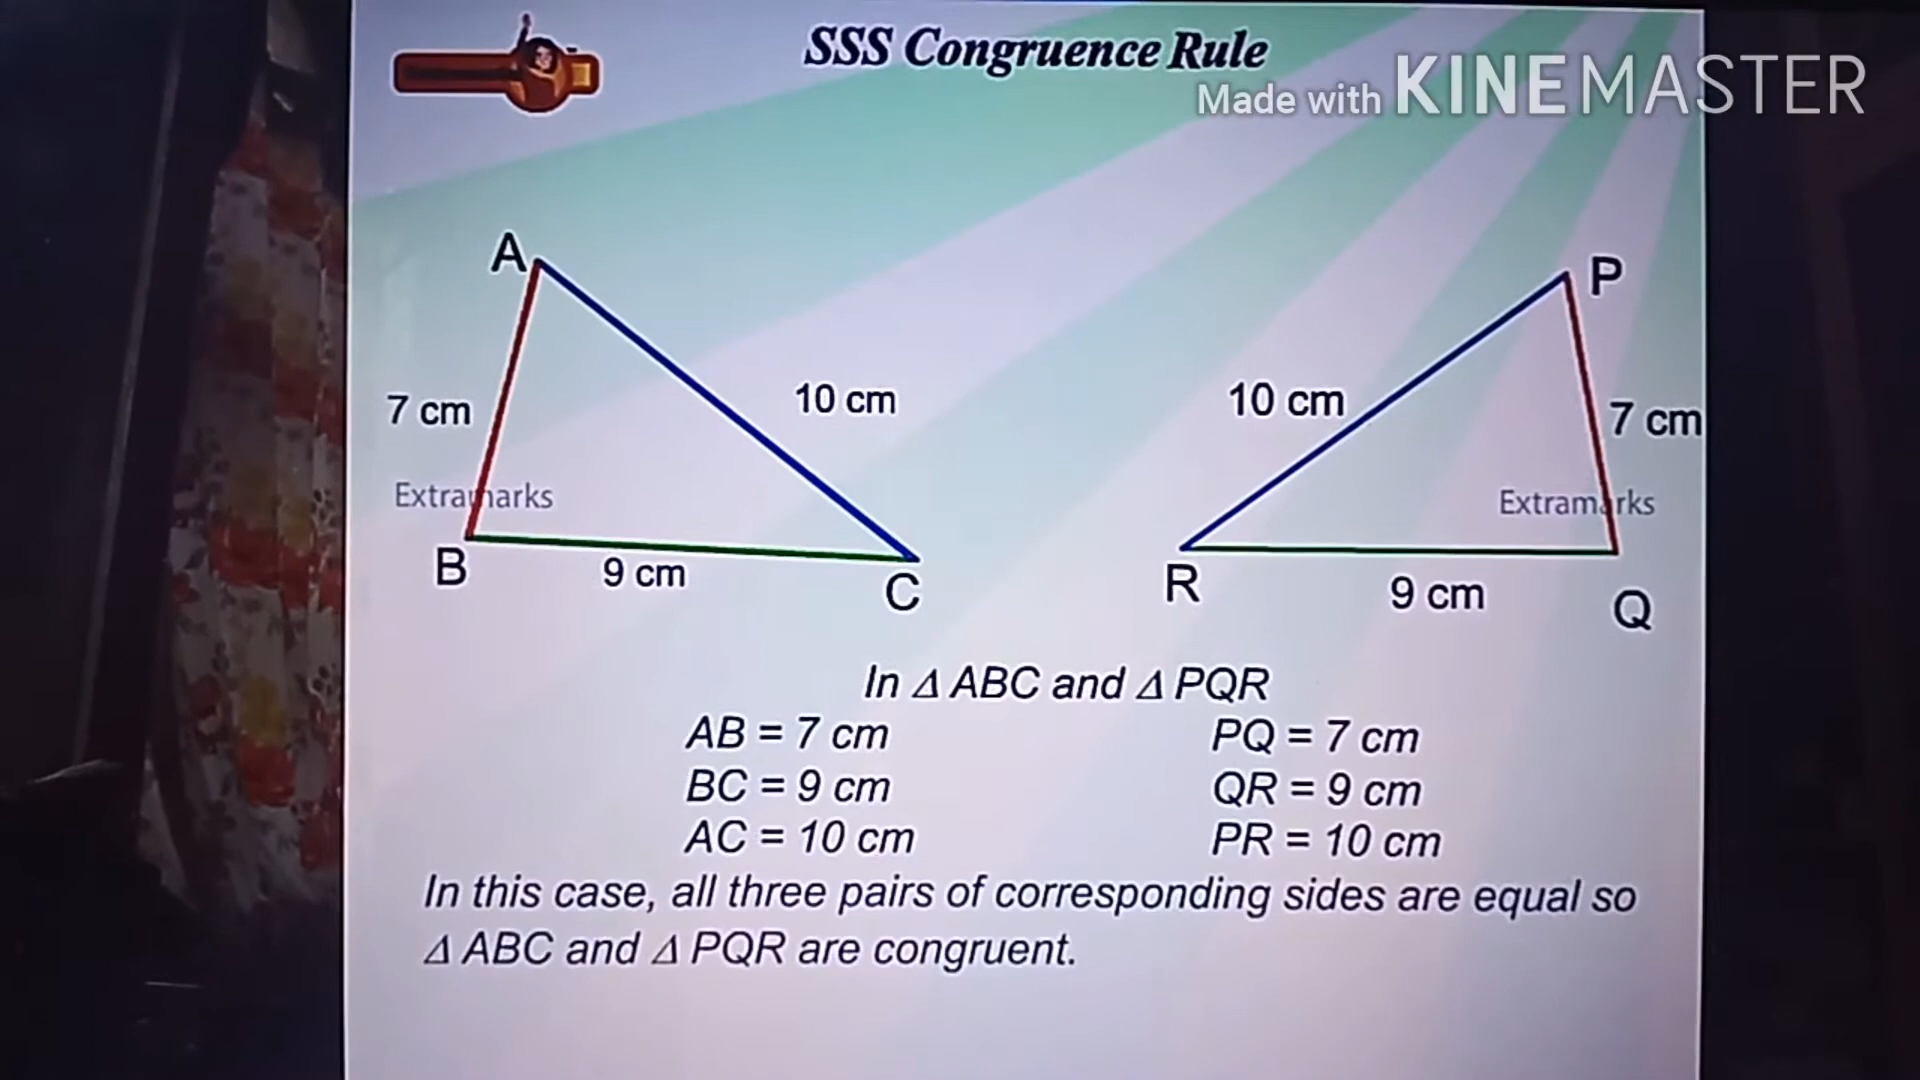 SSS Congruence Rule
Made with KINEMASTER
A
P
7 cm
10 cm
10 cm
7 cm
Extramarks
Extramarks
B
9 cm
C
R
9 cm
Q
In Δ ABC and Δ PQR
AB = 7 cm
PQ = 7 cm
BC = 9 cm
QR = 9 cm
AC = 10 cm
PR = 10 cm
In this case, all three pairs of corresponding sides are equal so
Δ ABC and Δ PQR are congruent.